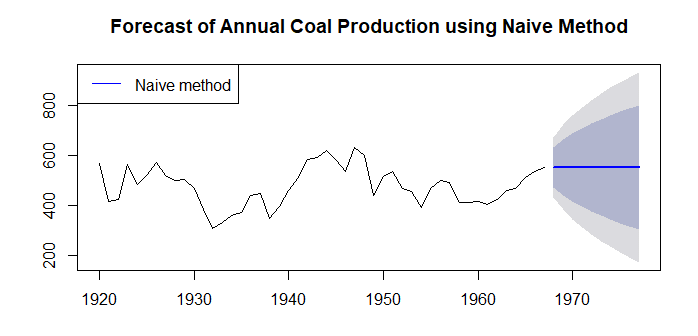 Forecast of Annual Coal Production using Naive Method
Naive method
800
600
400
200
1920 1930 1940 1950 1960 1970